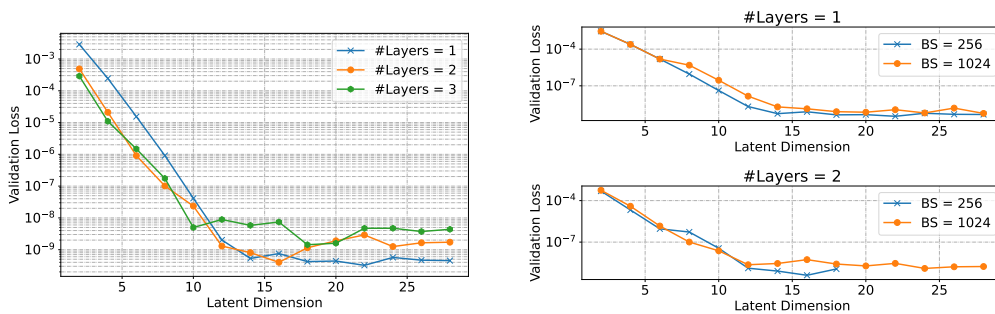 Validation Loss
10⁻³
10⁻⁴
10⁻⁵
10⁻⁶
10⁻⁷
10⁻⁸
10⁻⁹
#Layers = 1
#Layers = 2
#Layers = 3
5 10 15 20 25
Latent Dimension
#Layers = 1
Validation Loss
10⁻⁴
10⁻⁷
BS = 256
BS = 1024
5 10 15 20 25
Latent Dimension
#Layers = 2
Validation Loss
10⁻⁴
10⁻⁷
BS = 256
BS = 1024
5 10 15 20 25
Latent Dimension